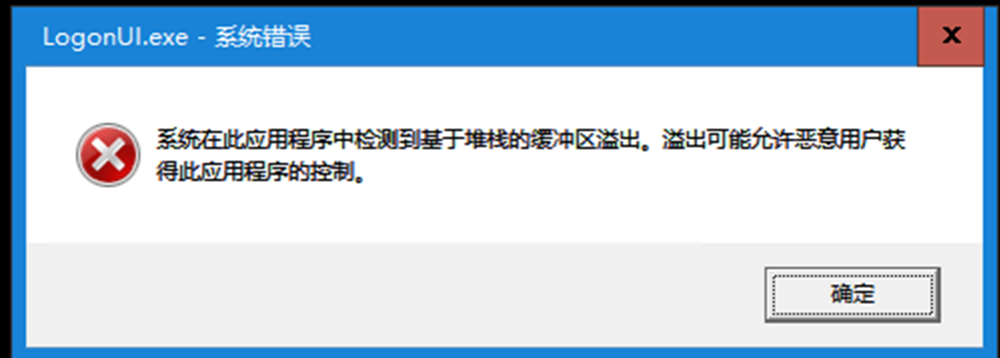 LogonUI.exe - 系统错误
系统在此应用程序中检测到基于堆栈的缓冲区溢出。溢出可能允许恶意用户获
得此应用程序的控制。
确定